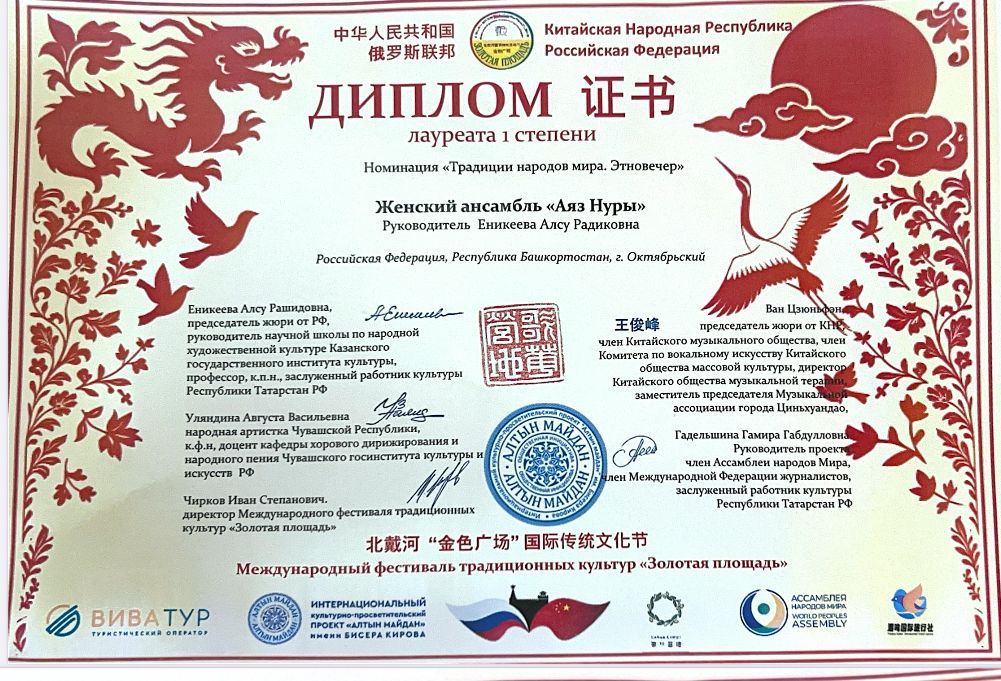 中华人民共和国
俄罗斯联邦
ЗОЛОТАЯ ПЛОЩАДЬ
Китайская Народная Республика
Российская Федерация
ДИПЛОМ 证书
лауреата 1 степени
Номинация «Традиции народов мира. Этновечер»
Женский ансамбль «Аяз Нуры»
Руководитель Еникеева Алсу Радиковна
Российская Федерация, Республика Башкортостан, г. Октябрьский
Еникеева Алсу Рашидовна,
председатель жюри от РФ,
руководитель научной школы по народной
художественной культуре Казанского
государственного института культуры,
профессор, к.п.н., заслуженный работник культуры
Республики Татарстан РФ
Уляндина Августа Васильевна
народная артистка Чувашской Республики,
к.ф.н, доцент кафедры хорового дирижирования и
народного пения Чувашского госинститута культуры и
искусств РФ
Чирков Иван Степанович.
директор Международного фестиваля традиционных
культур «Золотая площадь»
АЛТЫН МАЙДАН
АЛТЫН МАЙДАН
Ван Цзюньфэн,
王俊峰 председатель жюри от КНР,
член Китайского музыкального общества, член
Комитета по вокальному искусству Китайского
общества массовой культуры, директор
Китайского общества музыкальной терапии,
заместитель председателя Музыкальной
ассоциации города Циньхуандао,
Гадельшина Гамира Габдулловна
Руководитель проекта
член Ассамблеи народов Мира,
член Международной Федерации журналистов,
заслуженный работник культуры
Республики Татарстан РФ
北戴河 “金色广场” 国际传统文化节
Международный фестиваль традиционных культур «Золотая площадь»
ВИВАТУР
ТУРИСТИЧЕСКИЙ ОПЕРАТОР
АЛТЫН МАЙДАН
АЛТЫН МАЙДАН
ИНТЕРНАЦИОНАЛЬНЫЙ
культурно-просветительский
ПРОЕКТ «АЛТЫН МАЙДАН»
имени БИСЕРА КИРОВА
АССАМБЛЕЯ
НАРОДОВ МИРА
WORLD PEOPLES
ASSEMBLY